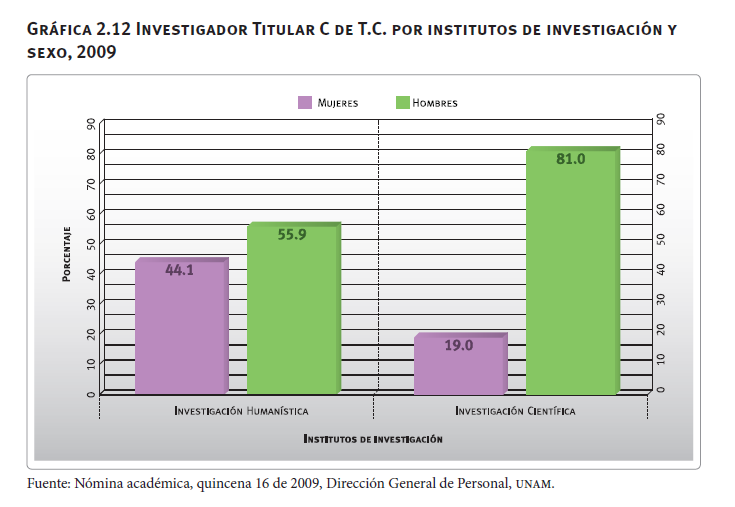 GRÁFICA 2.12 INVESTIGADOR TITULAR C DE T.C. POR INSTITUTOS DE INVESTIGACIÓN Y
SEXO, 2009
MUJERES
HOMBRES
PORCENTAJE
90
80
70
60
50
40
30
20
10
0
44.1
55.9
19.0
81.0
90
80
70
60
50
40
30
20
10
0
INVESTIGACIÓN HUMANÍSTICA
INVESTIGACIÓN CIENTÍFICA
INSTITUTOS DE INVESTIGACIÓN
Fuente: Nómina académica, quincena 16 de 2009, Dirección General de Personal, UNAM.